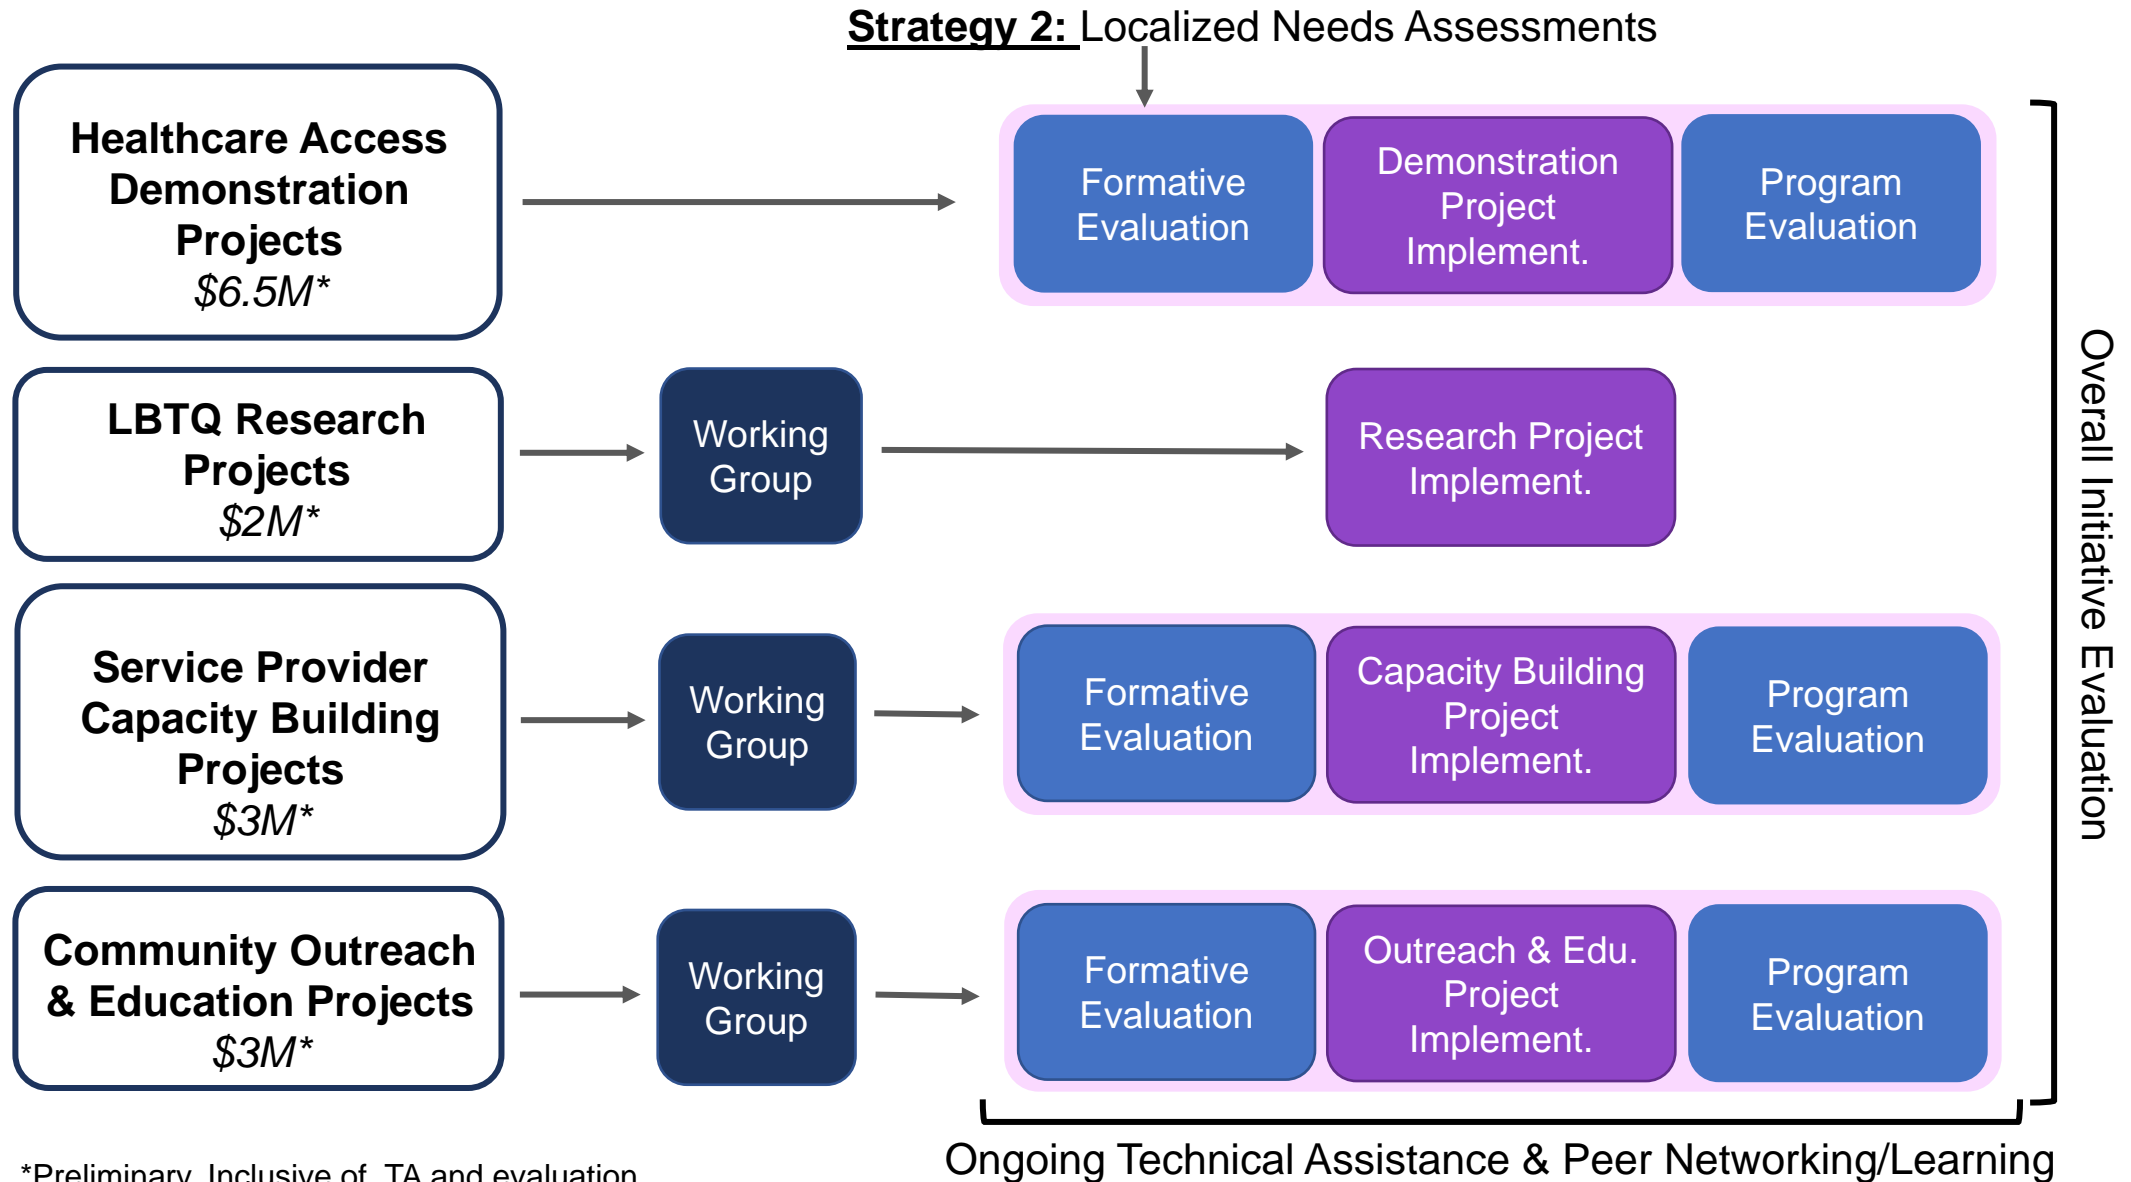 Strategy 2: Localized Needs Assessments
Healthcare Access
Demonstration
Projects
$6.5M*
Formative
Evaluation
Demonstration
Project
Implement.
Program
Evaluation
LBTQ Research
Projects
$2M*
Working
Group
Research Project
Implement.
Service Provider
Capacity Building
Projects
$3M*
Working
Group
Formative
Evaluation
Capacity Building
Project
Implement.
Program
Evaluation
Community Outreach
& Education Projects
$3M*
Working
Group
Formative
Evaluation
Outreach & Edu.
Project
Implement.
Program
Evaluation
Overall Initiative Evaluation
Ongoing Technical Assistance & Peer Networking/Learning
*Preliminary. Inclusive of TA and evaluation